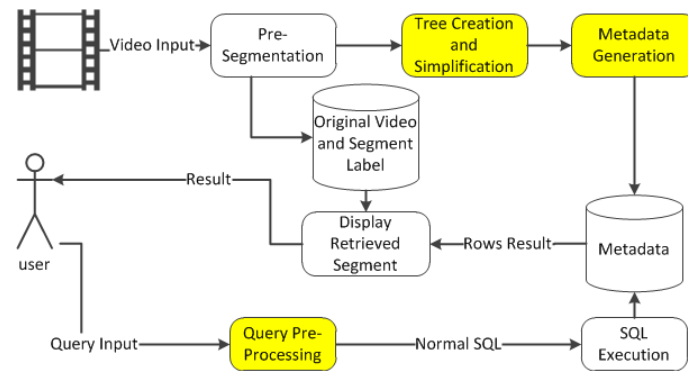 Video Input
Pre-
Segmentation
Tree Creation
and
Simplification
Metadata
Generation
Original Video
and Segment
Label
Result
Display
Retrieved
Segment
Rows Result
Metadata
user
Query Input
Query Pre-
Processing
Normal SQL
SQL
Execution